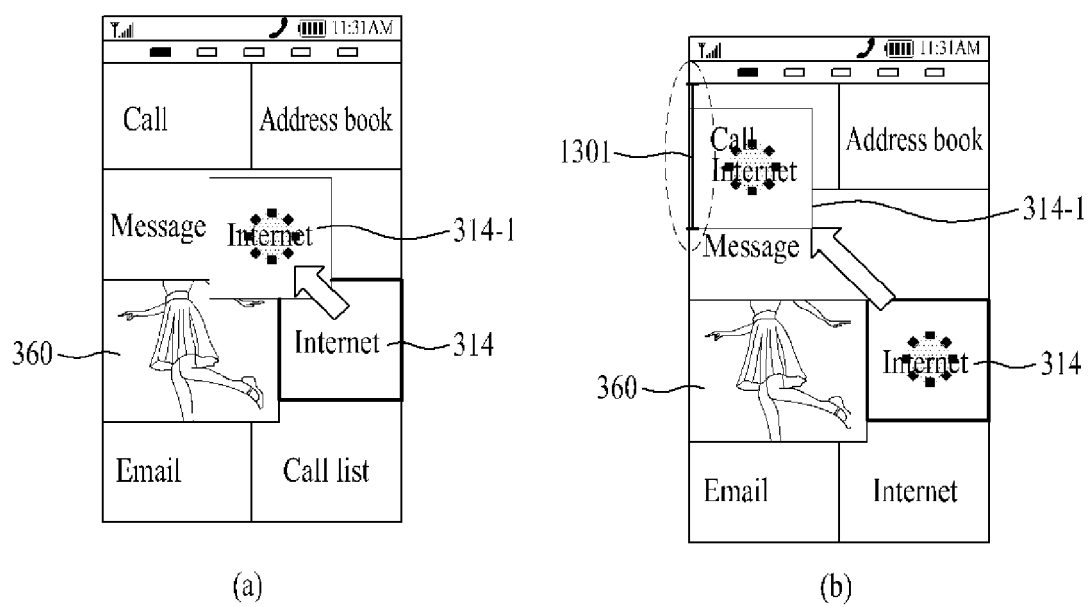 11:31AM
Call
Address book
Message
Internet
314-1
360
Internet
314
Email
Call list
(a)
11:31AM
1301
Call
Internet
Address book
314-1
Message
360
Internet
314
Email
Internet
(b)